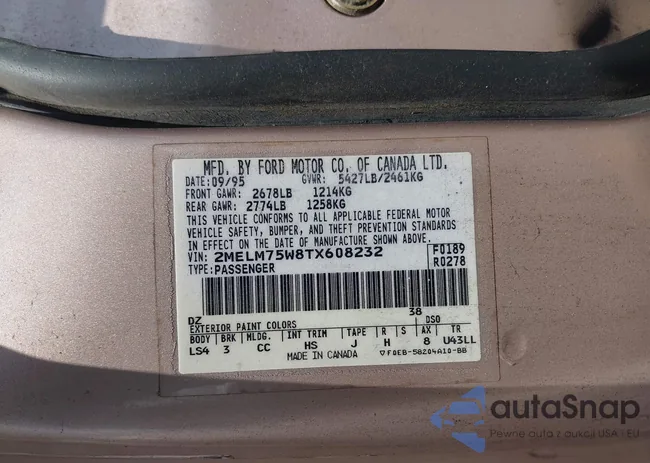 MFD. BY FORD MOTOR CO. OF CANADA LTD.
DATE: 09/95 GVWR: 5427LB/2461KG
FRONT GAWR: 2678LB 1214KG
REAR GAWR: 2774LB 1258KG
THIS VEHICLE CONFORMS TO ALL APPLICABLE FEDERAL MOTOR
VEHICLE SAFETY, BUMPER, AND THEFT PREVENTION STANDARDS
IN EFFECT ON THE DATE OF MANUFACTURE SHOWN ABOVE.
VIN: 2MELM75W8TX608232 F0189
TYPE: PASSENGER R0278
DZ 38
EXTERIOR PAINT COLORS DSO
BODY BRK MLDG. INT TRIM TAPE R S AX TR
LS4 3 CC HS J H 8 U43LL
MADE IN CANADA ▽F0EB-58204A10-BB
autaSnap
Pewne auta z aukcji USA i EU